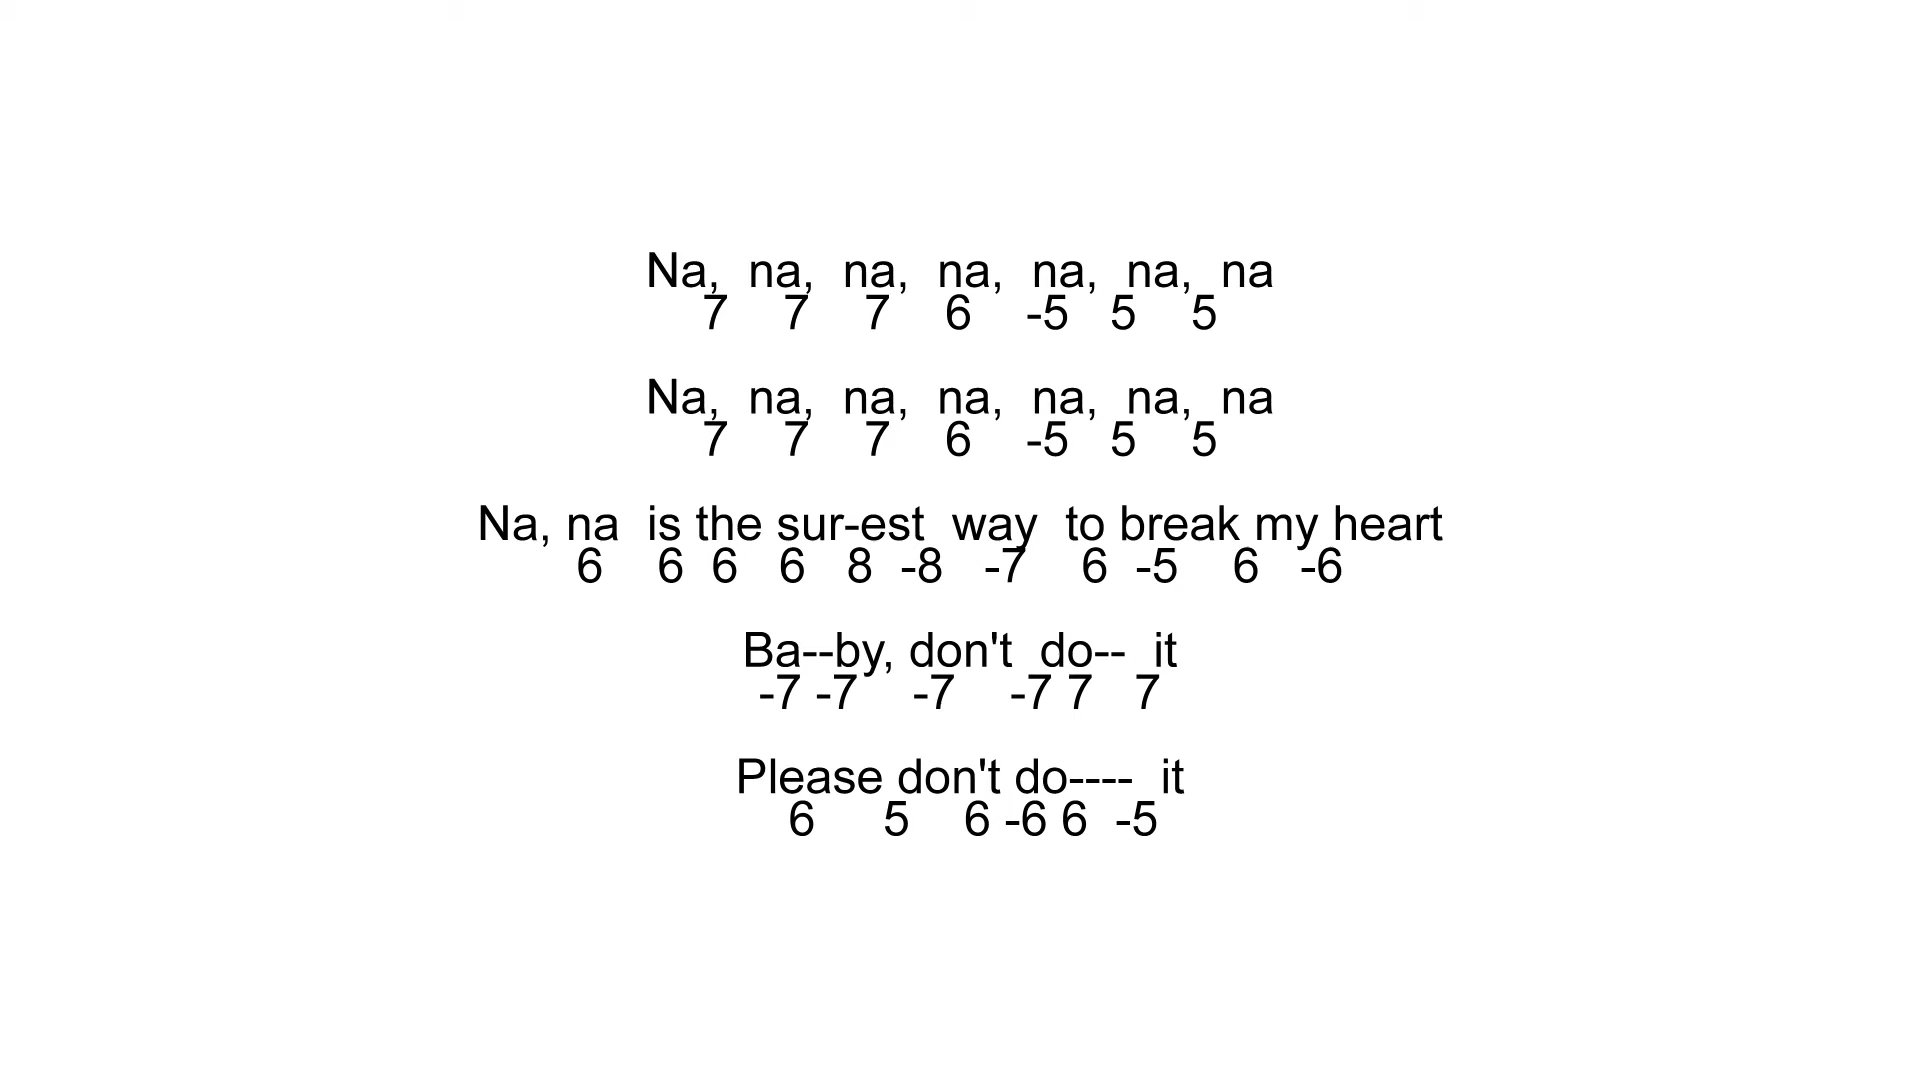 Na, na, na, na, na, na, na
7 7 7 6 -5 5 5
Na, na, na, na, na, na, na
7 7 7 6 -5 5 5
Na, na is the sur-est way to break my heart
6 6 6 6 8 -8 -7 6 -5 6 -6
Ba--by, don't do-- it
-7 -7 -7 -7 7 7
Please don't do---- it
6 5 6 -6 6 -5